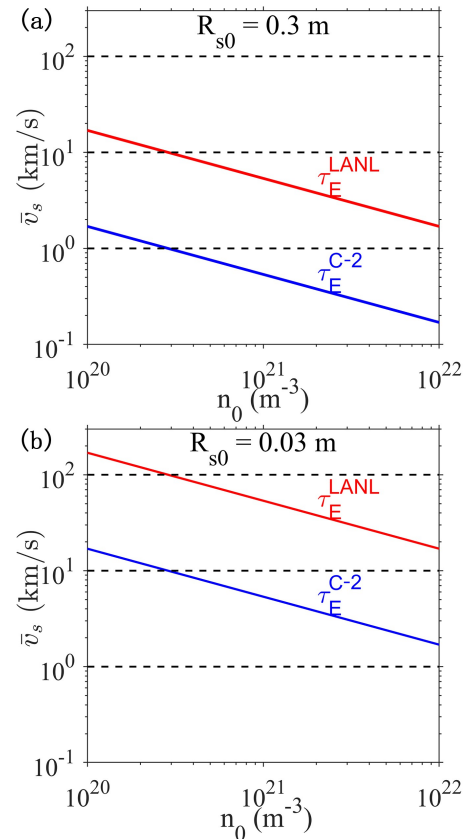 (a)
R_s0 = 0.3 m
10^2
10^1
10^0
10^-1
v̄_s (km/s)
τ_E^LANL
τ_E^C-2
10^20
10^21
10^22
n_0 (m^-3)
(b)
R_s0 = 0.03 m
10^2
10^1
10^0
10^-1
v̄_s (km/s)
τ_E^LANL
τ_E^C-2
10^20
10^21
10^22
n_0 (m^-3)